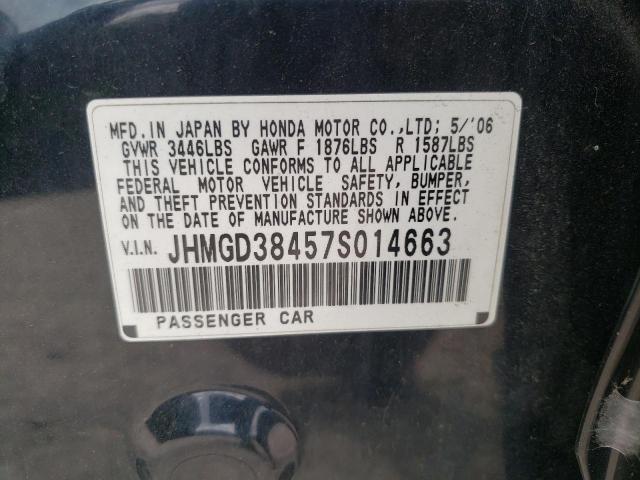 MFD.IN JAPAN BY HONDA MOTOR CO.,LTD; 5/'06
GVWR 3446LBS GAWR F 1876LBS R 1587LBS
THIS VEHICLE CONFORMS TO ALL APPLICABLE
FEDERAL MOTOR VEHICLE SAFETY, BUMPER,
AND THEFT PREVENTION STANDARDS IN EFFECT
ON THE DATE OF MANUFACTURE SHOWN ABOVE.
V.I.N. JHMGD38457S014663
PASSENGER CAR